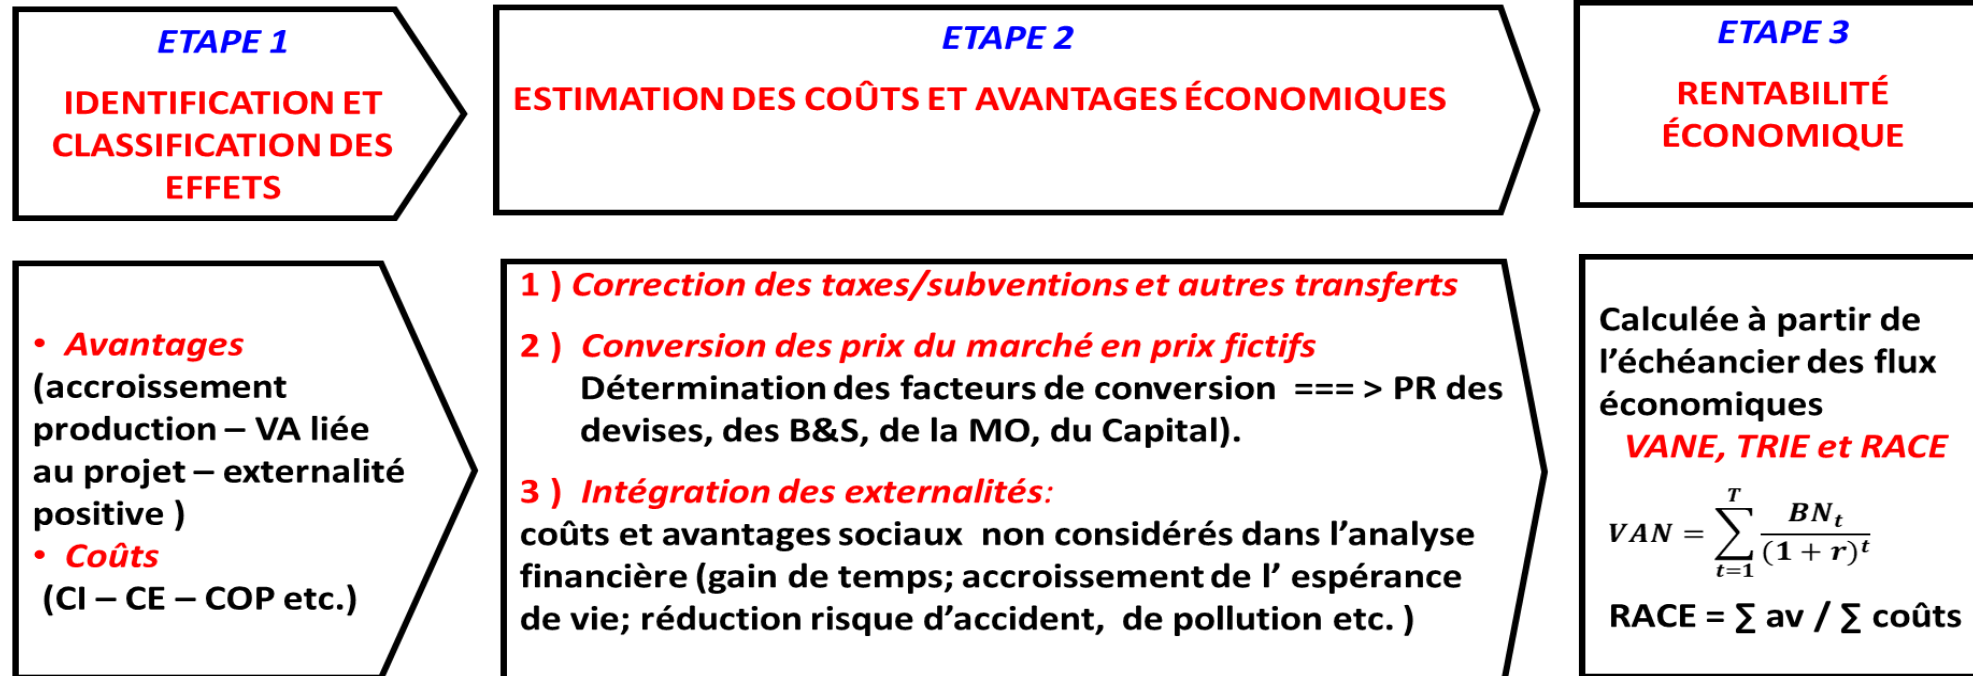 ETAPE 1
IDENTIFICATION ET
CLASSIFICATION DES
EFFETS
ETAPE 2
ESTIMATION DES COÛTS ET AVANTAGES ÉCONOMIQUES
ETAPE 3
RENTABILITÉ
ÉCONOMIQUE
• Avantages
(accroissement
production – VA liée
au projet – externalité
positive )
• Coûts
(CI – CE – COP etc.)
1 ) Correction des taxes/subventions et autres transferts
2 ) Conversion des prix du marché en prix fictifs
Détermination des facteurs de conversion === > PR des
devises, des B&S, de la MO, du Capital).
3 ) Intégration des externalités:
coûts et avantages sociaux non considérés dans l’analyse
financière (gain de temps; accroissement de l’ espérance
de vie; réduction risque d’accident, de pollution etc. )
Calculée à partir de
l’échéancier des flux
économiques
VANE, TRIE et RACE
VAN = \sum_{t=1}^{T} \frac{BN_t}{(1 + r)^t}
RACE = ∑ av / ∑ coûts